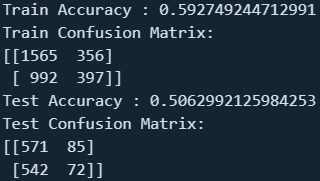 Train Accuracy : 0.592749244712991
Train Confusion Matrix:
[[1565  356]
 [ 992  397]]
Test Accuracy : 0.5062992125984253
Test Confusion Matrix:
[[571  85]
 [542  72]]